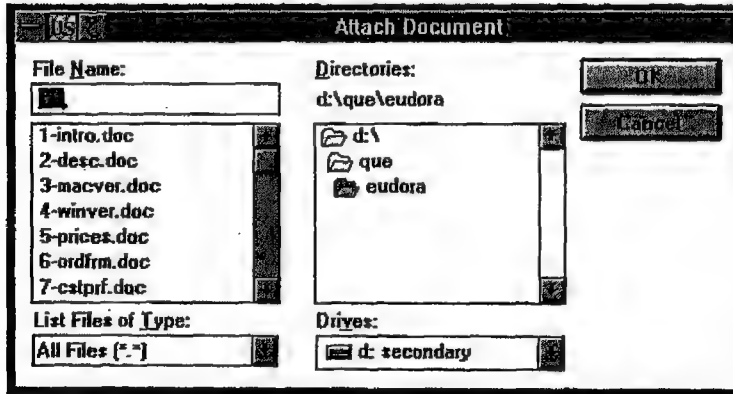 Attach Document
File Name:
1-intro.doc
2-desc.doc
3-macver.doc
4-winver.doc
5-prices.doc
6-ordfrm.doc
7-cstprf.doc
List Files of Type:
All Files (*.*)
Directories:
d:\que\eudora
d:\
que
eudora
Drives:
d: secondary
OK
Cancel